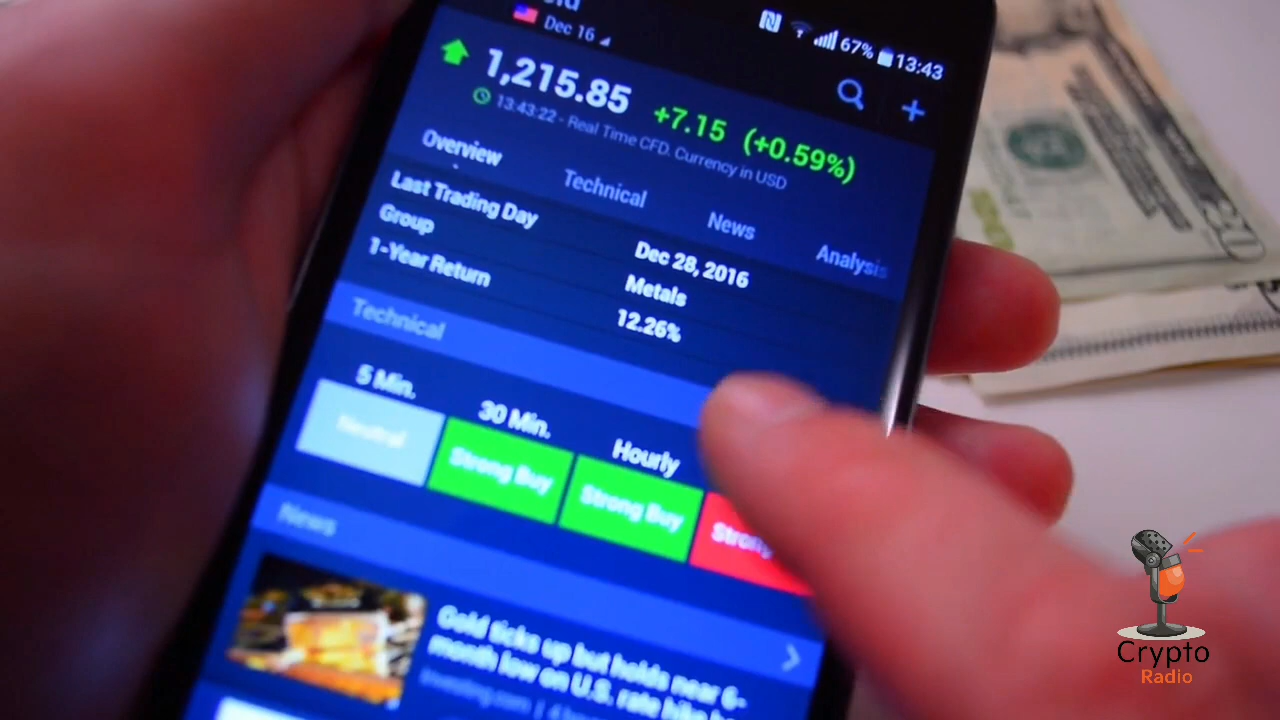 67% 13:43
Dec 16
1,215.85 +7.15 (+0.59%)
13:43:22 - Real Time CFD. Currency in USD
Overview Technical News Analysis
Last Trading Day Dec 28, 2016
Group Metals
1-Year Return 12.26%
Technical
5 Min. 30 Min. Hourly
Neutral Strong Buy Strong Buy Strong
News
Gold ticks up but holds near 6-
month low on U.S. rate hike
Crypto
Radio